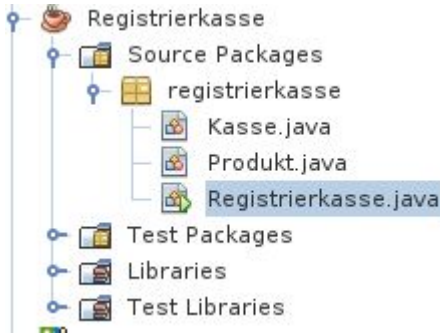 Registrierkasse
Source Packages
registrierkasse
Kasse.java
Produkt.java
Registrierkasse.java
Test Packages
Libraries
Test Libraries